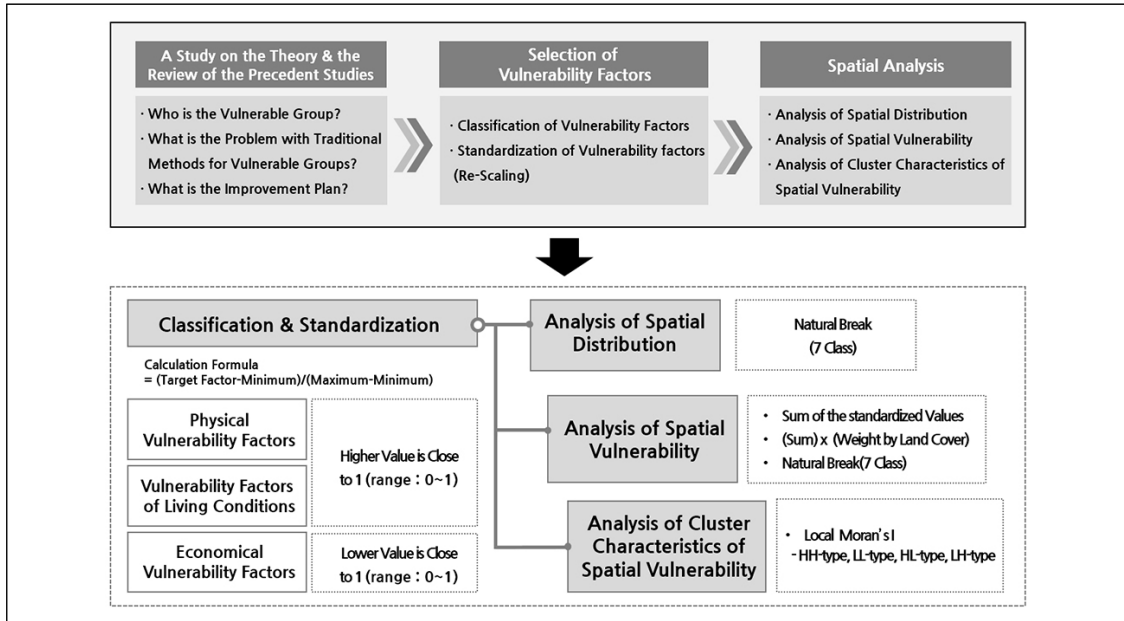 A Study on the Theory & the
Review of the Precedent Studies
· Who is the Vulnerable Group?
· What is the Problem with Traditional
Methods for Vulnerable Groups?
· What is the Improvement Plan?
Selection of
Vulnerability Factors
· Classification of Vulnerability Factors
· Standardization of Vulnerability factors
(Re-Scaling)
Spatial Analysis
· Analysis of Spatial Distribution
· Analysis of Spatial Vulnerability
· Analysis of Cluster Characteristics of
Spatial Vulnerability
Classification & Standardization
Calculation Formula
= (Target Factor-Minimum)/(Maximum-Minimum)
Physical
Vulnerability Factors
Vulnerability Factors
of Living Conditions
Higher Value is Close
to 1 (range : 0~1)
Economical
Vulnerability Factors
Lower Value is Close
to 1 (range : 0~1)
Analysis of Spatial
Distribution
Natural Break
(7 Class)
Analysis of Spatial
Vulnerability
• Sum of the standardized Values
• (Sum) x (Weight by Land Cover)
• Natural Break(7 Class)
Analysis of Cluster
Characteristics of
Spatial Vulnerability
• Local Moran's I
- HH-type, LL-type, HL-type, LH-type